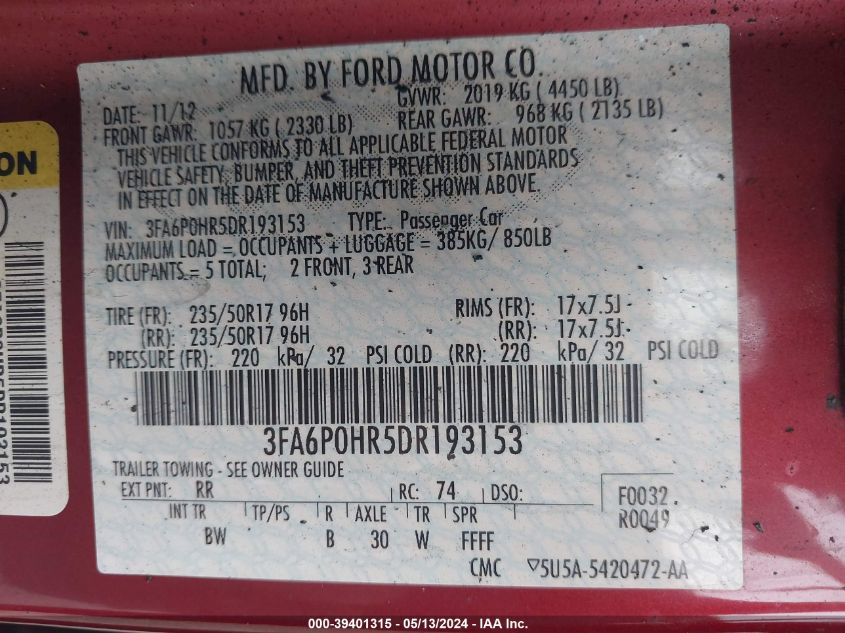 MFD. BY FORD MOTOR CO.
DATE: 11/12 GVWR: 2019 KG ( 4450 LB)
FRONT GAWR: 1057 KG ( 2330 LB) REAR GAWR: 968 KG ( 2135 LB)
THIS VEHICLE CONFORMS TO ALL APPLICABLE FEDERAL MOTOR
VEHICLE SAFETY, BUMPER, AND THEFT PREVENTION STANDARDS
IN EFFECT ON THE DATE OF MANUFACTURE SHOWN ABOVE.
VIN: 3FA6P0HR5DR193153 TYPE: Passenger Car
MAXIMUM LOAD = OCCUPANTS + LUGGAGE = 385KG/ 850LB
OCCUPANTS = 5 TOTAL; 2 FRONT, 3 REAR
TIRE (FR): 235/50R17 96H RIMS (FR): 17x7.5J
(RR): 235/50R17 96H (RR): 17x7.5J
PRESSURE (FR): 220 kPa/ 32 PSI COLD (RR): 220 kPa/ 32 PSI COLD
3FA6P0HR5DR193153
TRAILER TOWING - SEE OWNER GUIDE
EXT PNT: RR RC: 74 DSO:
F0032
R0049
INT TR TP/PS R AXLE TR SPR
BW B 30 W FFFF
CMC ▽5U5A-5420472-AA
ON
000-39401315 - 05/13/2024 - IAA Inc.